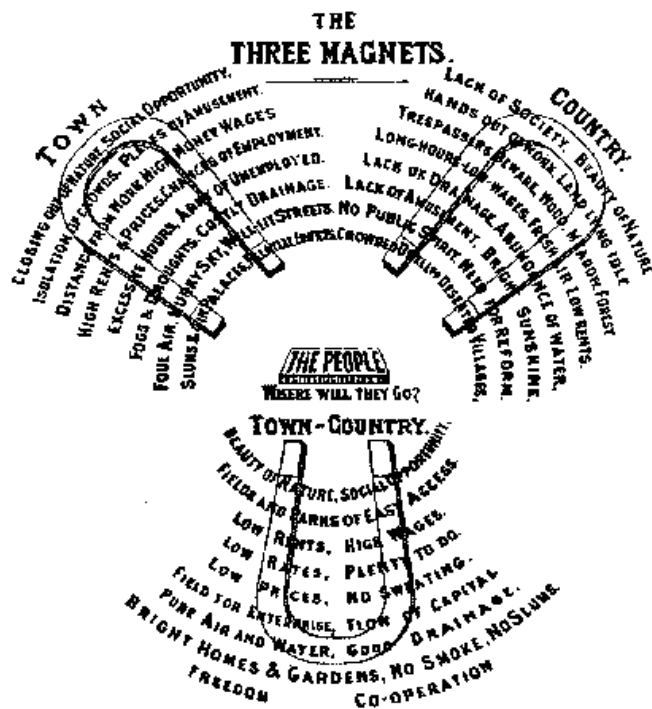 THE
THREE MAGNETS.
TOWN
CLOSING OUT OF NATURE. SOCIAL OPPORTUNITY.
ISOLATION OF CROWDS. PLACES OF AMUSEMENT.
DISTANCE FROM WORK. HIGH MONEY WAGES
HIGH RENTS & PRICES. CHANCES OF EMPLOYMENT.
EXCESSIVE HOURS. ARMY OF UNEMPLOYED.
FOGS & DROUGHTS. COSTLY DRAINAGE.
FOUL AIR. MURKY SKY. WELL-LIT STREETS.
SLUMS & GIN PALACES. PALATIAL EDIFICES.
COUNTRY.
LACK OF SOCIETY. BEAUTY OF NATURE
HANDS OUT OF WORK. LAND LYING IDLE
TRESPASSERS BEWARE. WOOD, MEADOW, FOREST
LONG-HOURS-LOW WAGES. FRESH AIR LOW RENTS.
LACK OF DRAINAGE. ABUNDANCE OF WATER.
LACK OF AMUSEMENT. BRIGHT SUNSHINE.
NO PUBLIC SPIRIT. NEED FOR REFORM.
CROWDED DWELLINGS. DESERTED VILLAGES.
THE PEOPLE
WHERE WILL THEY GO?
TOWN-COUNTRY.
BEAUTY OF NATURE, SOCIAL OPPORTUNITY.
FIELDS AND PARKS OF EASY ACCESS.
LOW RENTS, HIGH WAGES.
LOW RATES, PLENTY TO DO.
LOW PRICES, NO SWEATING.
FIELD FOR ENTERPRISE, FLOW OF CAPITAL
PURE AIR AND WATER, GOOD DRAINAGE.
BRIGHT HOMES & GARDENS, NO SMOKE, NO SLUMS.
FREEDOM CO-OPERATION